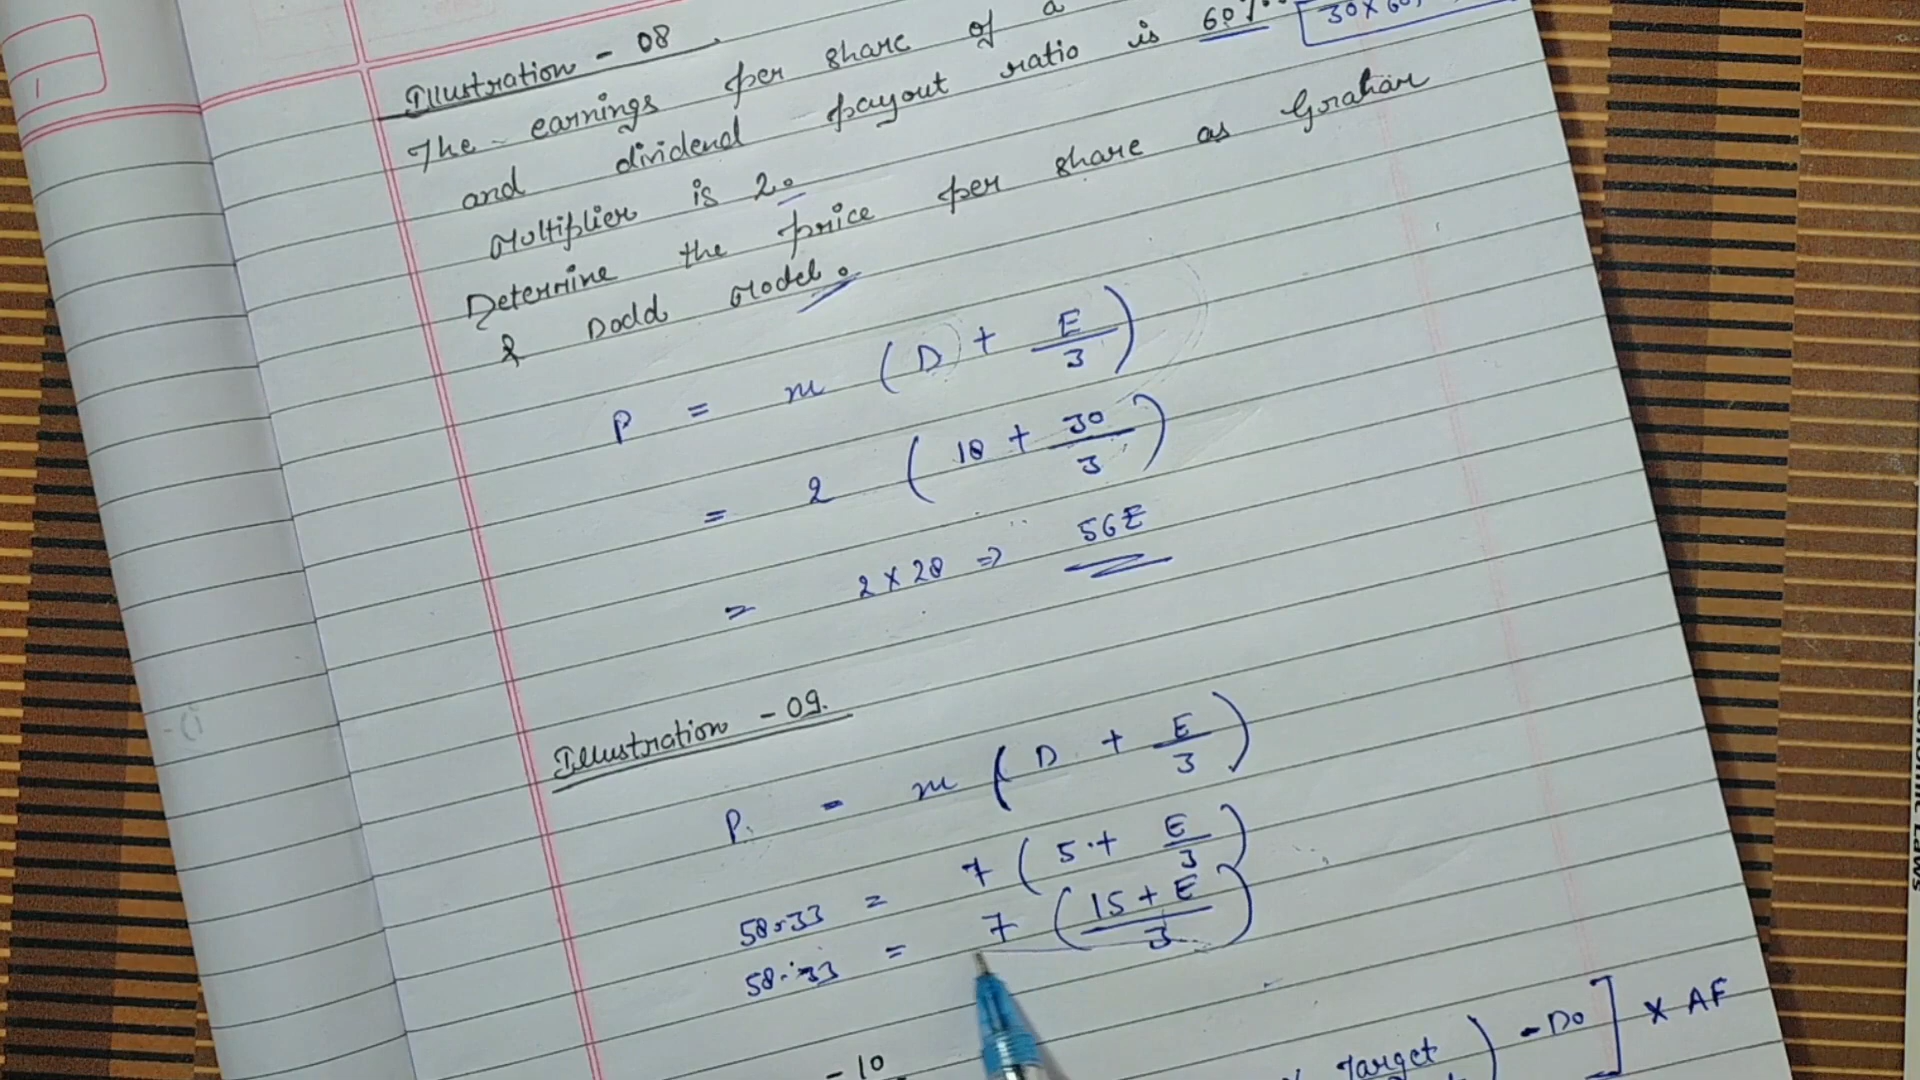 Illustration - 08
The earnings per share of a
and dividend payout ratio is 60%.
30 x 60
Multiplier is 2.
Determine the price per share as Graham
& Dodd Model.
P = m ( D + E/3 )
= 2 ( 18 + 30/3 )
= 2 x 28 ⇒ 56₹
Illustration - 09.
P = m ( D + E/3 )
58.33 = 7 ( 5 + E/3 )
58.33 = 7 ( 15 + E / 3 )
- 10
Target ) - D0 ] x AF